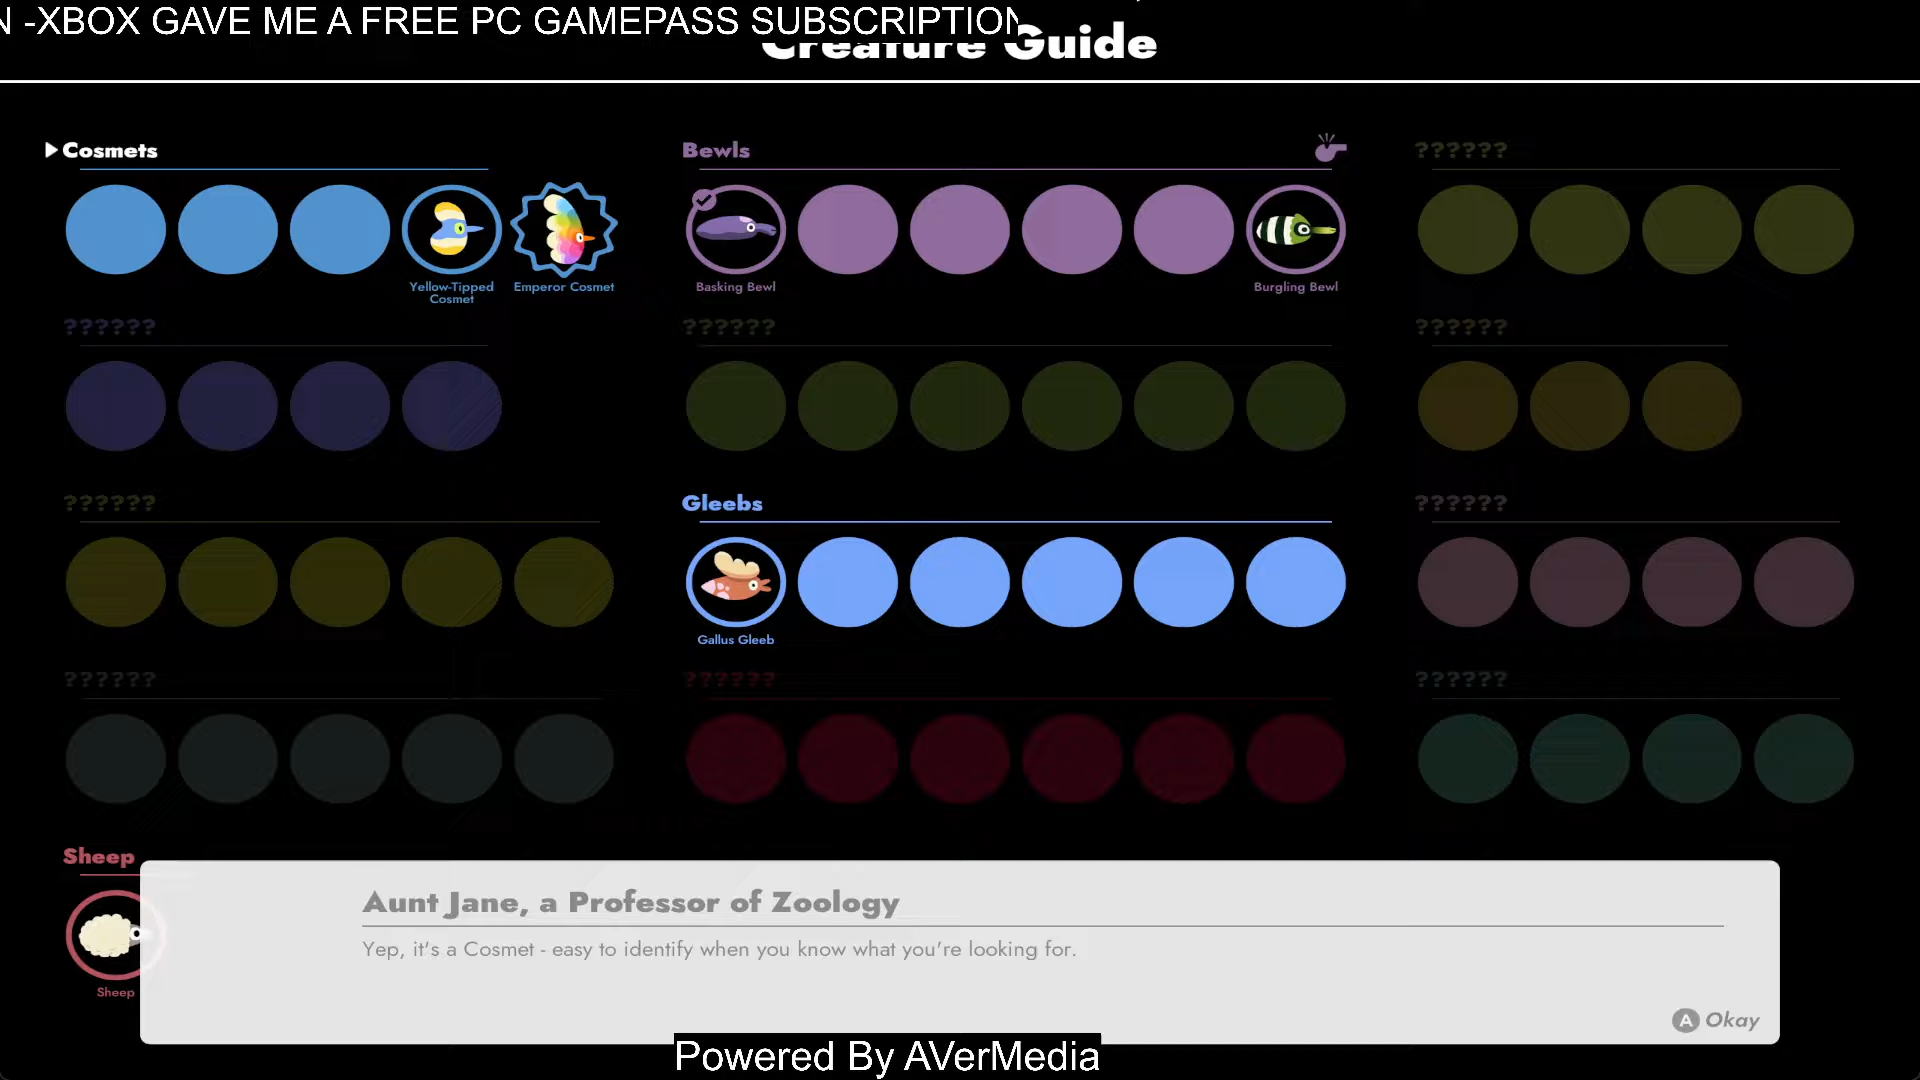 N -XBOX GAVE ME A FREE PC GAMEPASS SUBSCRIPTION
Creature Guide
Cosmets
Bewls
??????
Yellow-Tipped
Cosmet
Emperor Cosmet
Basking Bewl
Burgling Bewl
??????
??????
??????
??????
Gleebs
??????
Gallus Gleeb
??????
??????
??????
Sheep
Aunt Jane, a Professor of Zoology
Yep, it's a Cosmet - easy to identify when you know what you're looking for.
Sheep
A Okay
Powered By AVerMedia